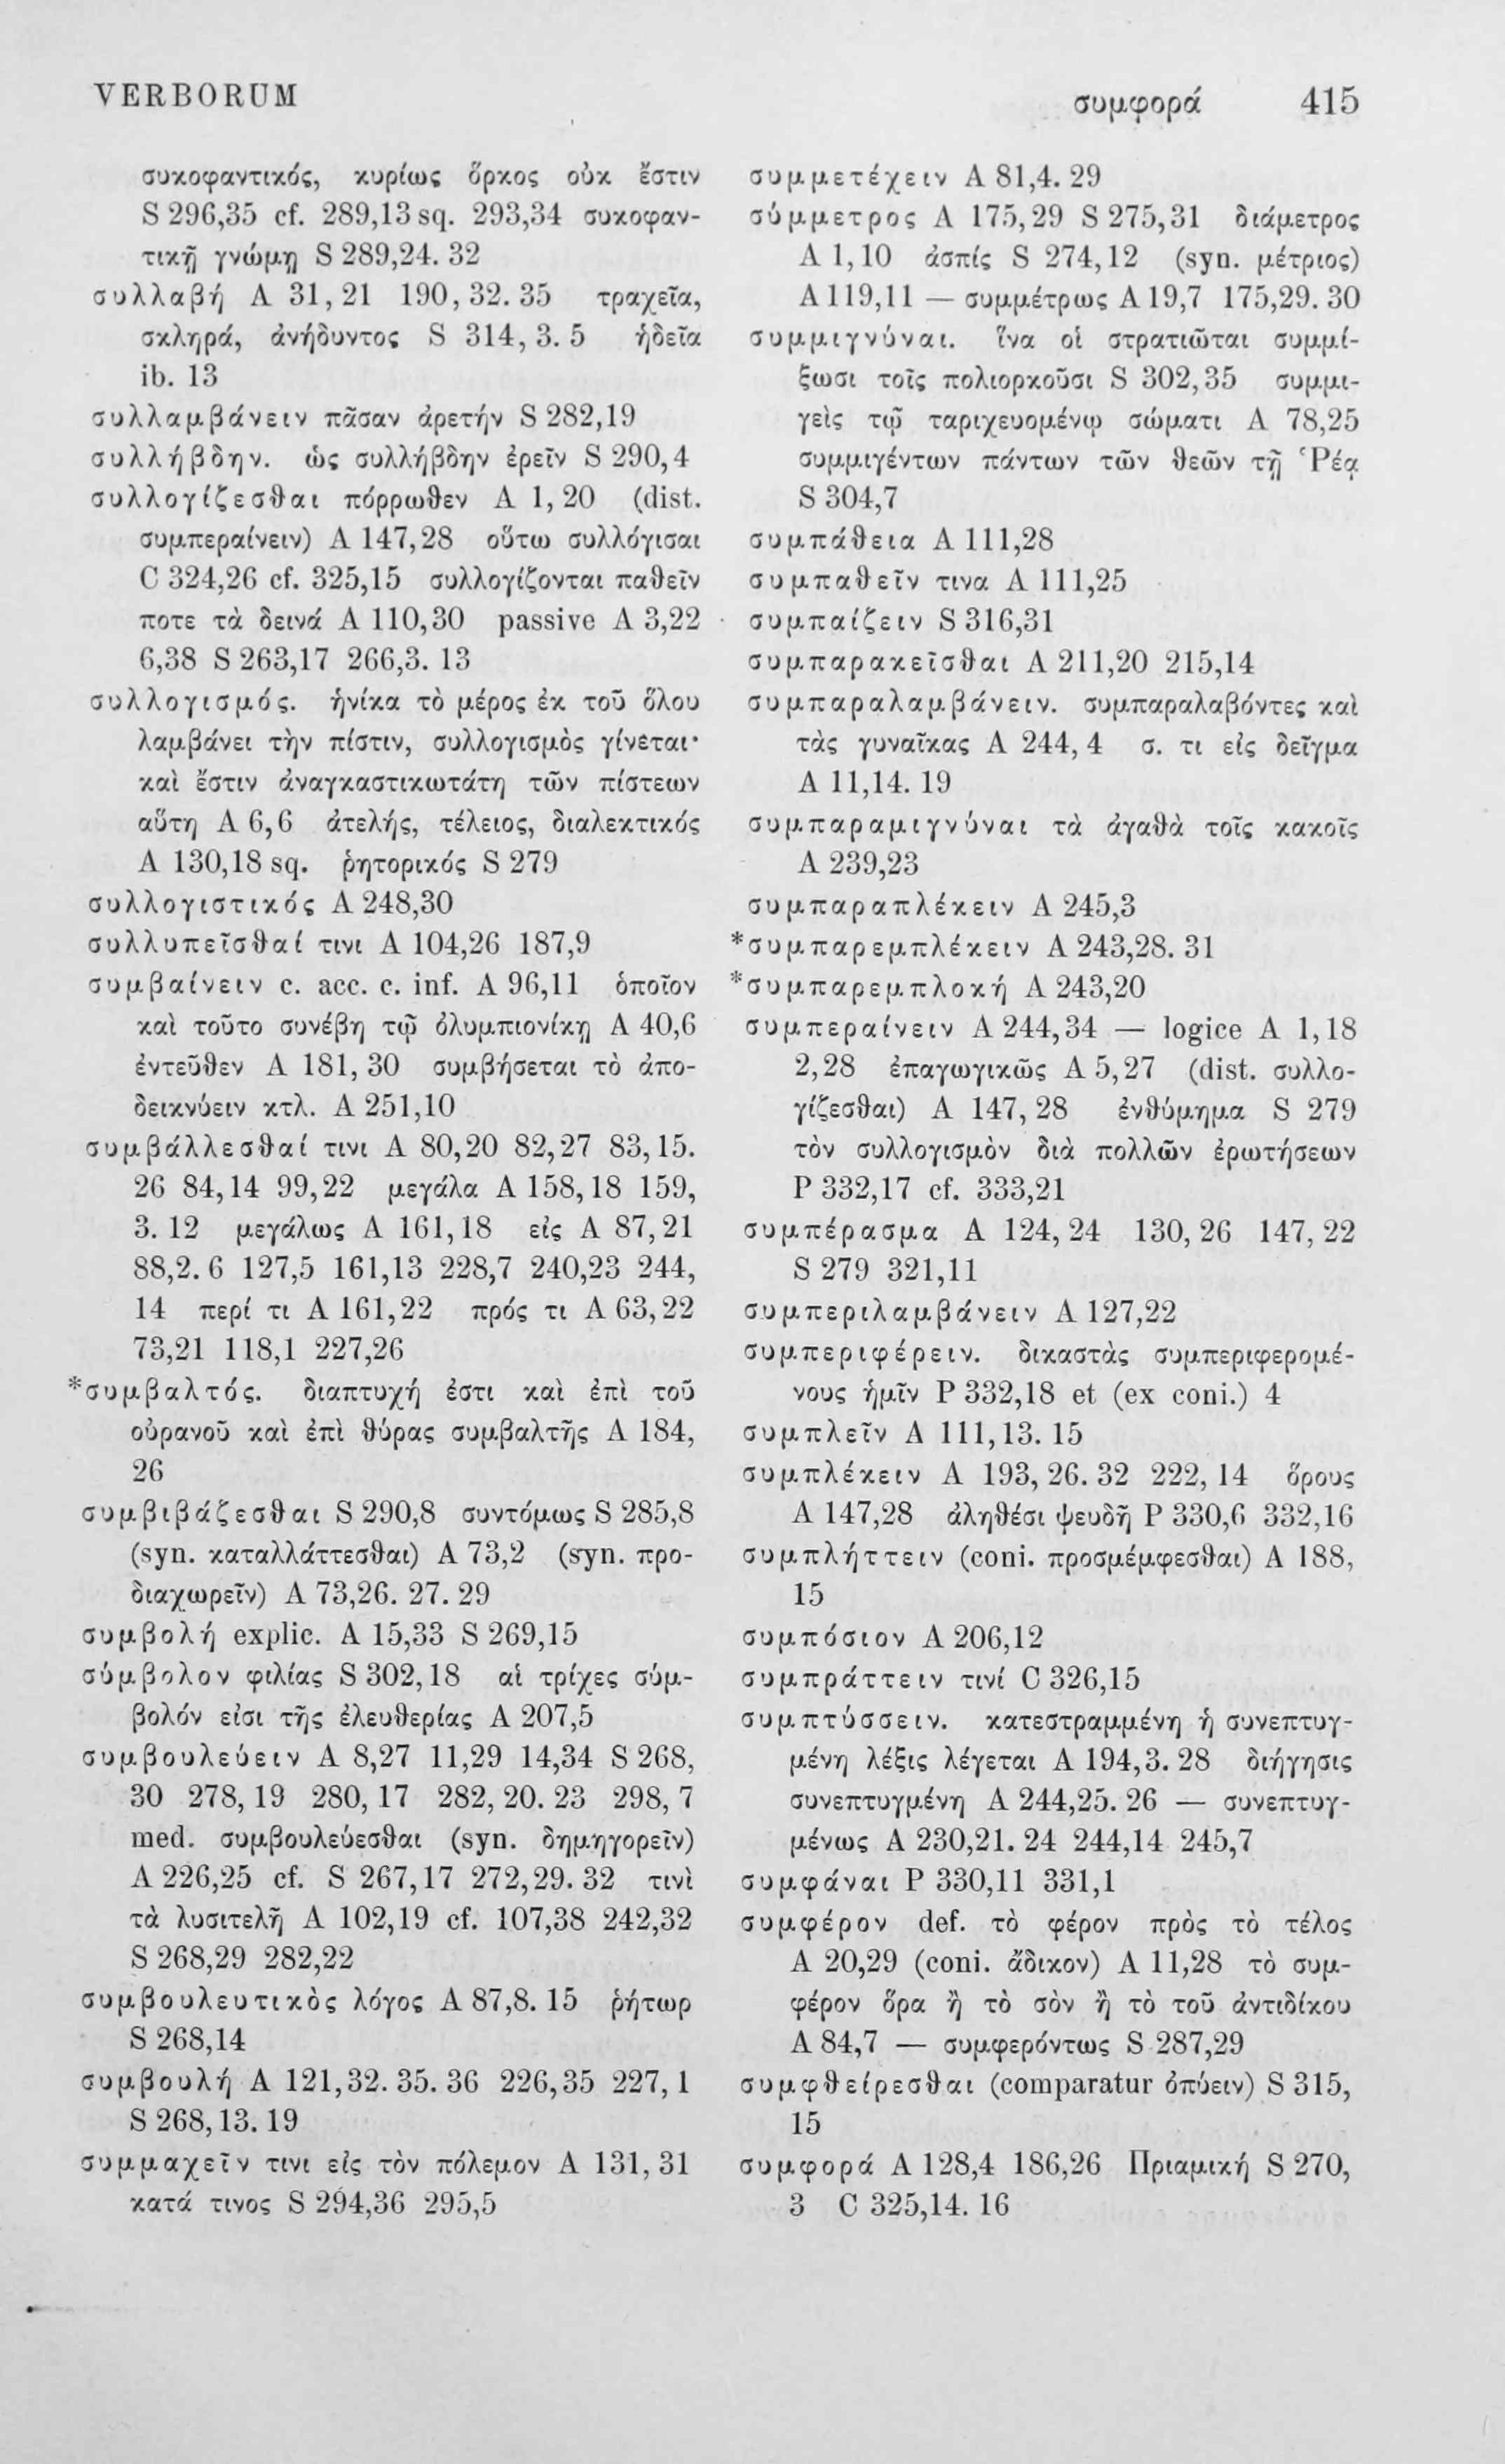 VERBORUM συμφορά 415
συκοφαντικός, κυρίως ὅρκος οὐκ ἔστιν
S 296,35 cf. 289,13 sq. 293,34 συκοφαν-
τικῇ γνώμῃ S 289,24. 32
συλλαβή A 31, 21 190, 32. 35 τραχεῖα,
σκληρά, ἀνήδυντος S 314, 3. 5 ἡδεῖα
ib. 13
συλλαμβάνειν πᾶσαν ἀρετήν S 282,19
συλλήβδην. ὡς συλλήβδην ἐρεῖν S 290,4
συλλογίζεσθαι πόρρωθεν A 1, 20 (dist.
συμπεραίνειν) A 147,28 οὕτω συλλόγισαι
C 324,26 cf. 325,15 συλλογίζονται παθεῖν
ποτε τὰ δεινά A 110,30 passive A 3,22
6,38 S 263,17 266,3. 13
συλλογισμός. ἡνίκα τὸ μέρος ἐκ τοῦ ὅλου
λαμβάνει τὴν πίστιν, συλλογισμὸς γίνεται·
καὶ ἔστιν ἀναγκαστικωτάτη τῶν πίστεων
αὕτη A 6,6 ἀτελής, τέλειος, διαλεκτικός
A 130,18 sq. ῥητορικός S 279
συλλογιστικός A 248,30
συλλυπεῖσθαί τινι A 104,26 187,9
συμβαίνειν c. acc. c. inf. A 96,11 ὁποῖον
καὶ τοῦτο συνέβη τῷ ὀλυμπιονίκῃ A 40,6
ἐντεῦθεν A 181, 30 συμβήσεται τὸ ἀπο-
δεικνύειν κτλ. A 251,10
συμβάλλεσθαί τινι A 80,20 82,27 83,15.
26 84,14 99,22 μεγάλα A 158,18 159,
3. 12 μεγάλως A 161,18 εἰς A 87,21
88,2. 6 127,5 161,13 228,7 240,23 244,
14 περί τι A 161,22 πρός τι A 63,22
73,21 118,1 227,26
*συμβαλτός. διαπτυχή ἐστι καὶ ἐπὶ τοῦ
οὐρανοῦ καὶ ἐπὶ θύρας συμβαλτῆς A 184,
26
συμβιβάζεσθαι S 290,8 συντόμως S 285,8
(syn. καταλλάττεσθαι) A 73,2 (syn. προ-
διαχωρεῖν) A 73,26. 27. 29
συμβολή explic. A 15,33 S 269,15
σύμβολον φιλίας S 302,18 αἱ τρίχες σύμ-
βολόν εἰσι τῆς ἐλευθερίας A 207,5
συμβουλεύειν A 8,27 11,29 14,34 S 268,
30 278, 19 280, 17 282, 20. 23 298, 7
med. συμβουλεύεσθαι (syn. δημηγορεῖν)
A 226,25 cf. S 267,17 272,29. 32 τινὶ
τὰ λυσιτελῆ A 102,19 cf. 107,38 242,32
S 268,29 282,22
συμβουλευτικὸς λόγος A 87,8. 15 ῥήτωρ
S 268,14
συμβουλή A 121,32. 35. 36 226,35 227, 1
S 268, 13. 19
συμμαχεῖν τινι εἰς τὸν πόλεμον A 131, 31
κατά τινος S 294,36 295,5
συμμετέχειν A 81,4. 29
σύμμετρος A 175,29 S 275,31 διάμετρος
A 1, 10 ἀσπίς S 274, 12 (syn. μέτριος)
A 119,11 — συμμέτρως A 19,7 175,29. 30
συμμιγνύναι. ἵνα οἱ στρατιῶται συμμί-
ξωσι τοῖς πολιορκοῦσι S 302,35 συμμι-
γεὶς τῷ ταριχευομένῳ σώματι A 78,25
συμμιγέντων πάντων τῶν θεῶν τῇ Ῥέᾳ
S 304,7
συμπάθεια A 111,28
συμπαθεῖν τινα A 111,25
συμπαίζειν S 316,31
συμπαρακεῖσθαι A 211,20 215,14
συμπαραλαμβάνειν. συμπαραλαβόντες καὶ
τὰς γυναῖκας A 244, 4 σ. τι εἰς δεῖγμα
A 11,14. 19
συμπαραμιγνύναι τὰ ἀγαθὰ τοῖς κακοῖς
A 239,23
συμπαραπλέκειν A 245,3
*συμπαρεμπλέκειν A 243,28. 31
*συμπαρεμπλοκή A 243,20
συμπεραίνειν A 244,34 — logice A 1,18
2,28 ἐπαγωγικῶς A 5,27 (dist. συλλο-
γίζεσθαι) A 147, 28 ἐνθύμημα S 279
τὸν συλλογισμὸν διὰ πολλῶν ἐρωτήσεων
P 332,17 cf. 333,21
συμπέρασμα A 124, 24 130, 26 147, 22
S 279 321,11
συμπεριλαμβάνειν A 127,22
συμπεριφέρειν. δικαστὰς συμπεριφερομέ-
νους ἡμῖν P 332,18 et (ex coni.) 4
συμπλεῖν A 111,13. 15
συμπλέκειν A 193, 26. 32 222, 14 ὅρους
A 147,28 ἀληθέσι ψευδῆ P 330,6 332,16
συμπλήττειν (coni. προσμέμφεσθαι) A 188,
15
συμπόσιον A 206,12
συμπράττειν τινί C 326,15
συμπτύσσειν. κατεστραμμένη ἡ συνεπτυγ-
μένη λέξις λέγεται A 194,3. 28 διήγησις
συνεπτυγμένη A 244,25. 26 — συνεπτυγ-
μένως A 230,21. 24 244,14 245,7
συμφάναι P 330,11 331,1
συμφέρον def. τὸ φέρον πρὸς τὸ τέλος
A 20,29 (coni. ἄδικον) A 11,28 τὸ συμ-
φέρον ὅρα ἢ τὸ σὸν ἢ τὸ τοῦ ἀντιδίκου
A 84,7 — συμφερόντως S 287,29
συμφθείρεσθαι (comparatur ὀπύειν) S 315,
15
συμφορά A 128,4 186,26 Πριαμική S 270,
3 C 325,14. 16